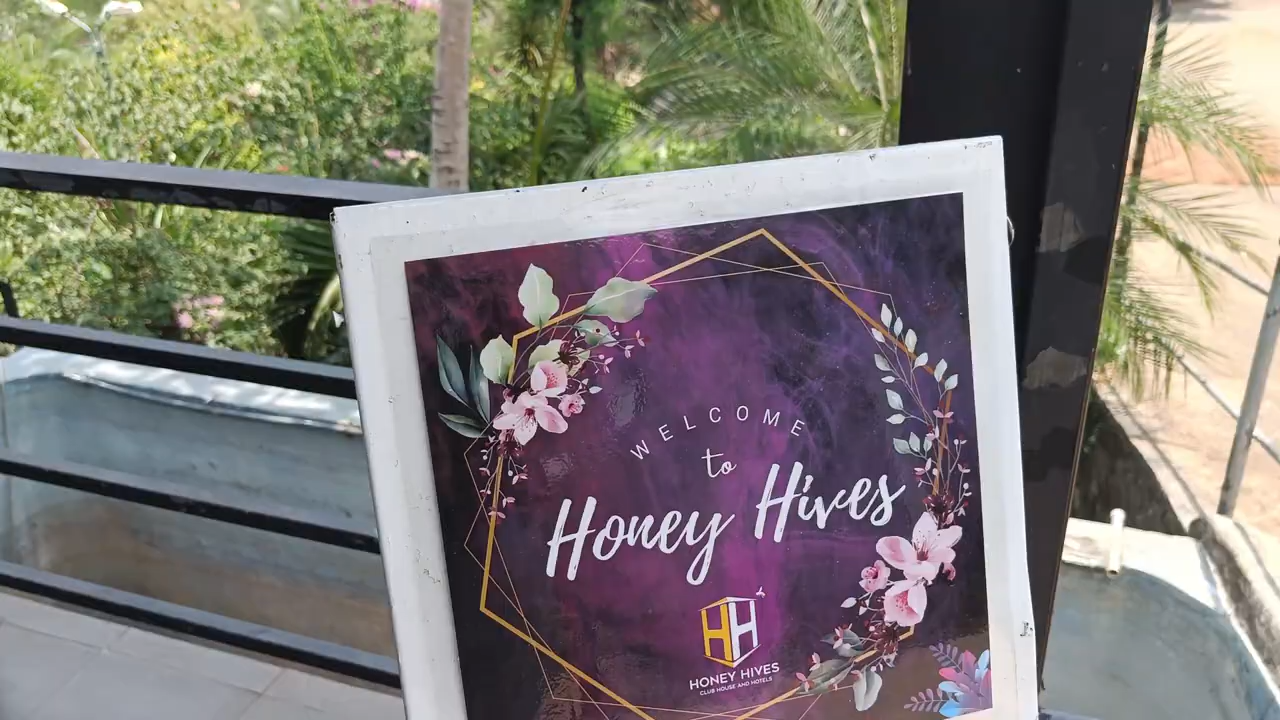 WELCOME
to
Honey Hives
HH
HONEY HIVES
CLUB HOUSE AND HOTELS